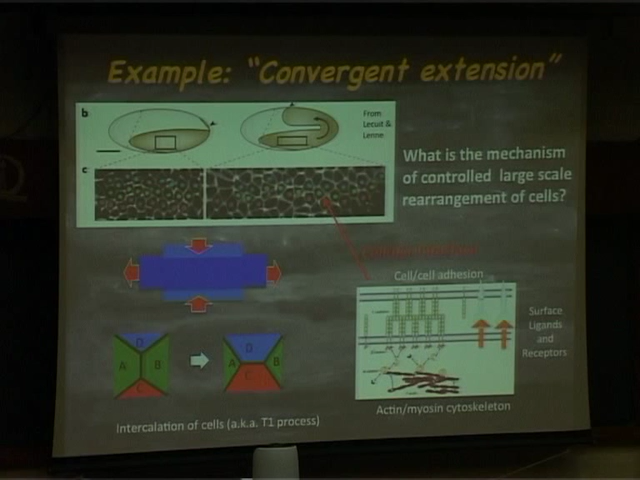 Example: "Convergent extension"
b
From
Lecuit &
Lenne
c
What is the mechanism
of controlled large scale
rearrangement of cells?
Cell/cell adhesion
Surface
Ligands
and
Receptors
D
A B
C
D
A B
Actin/myosin cytoskeleton
Intercalation of cells (a.k.a. T1 process)